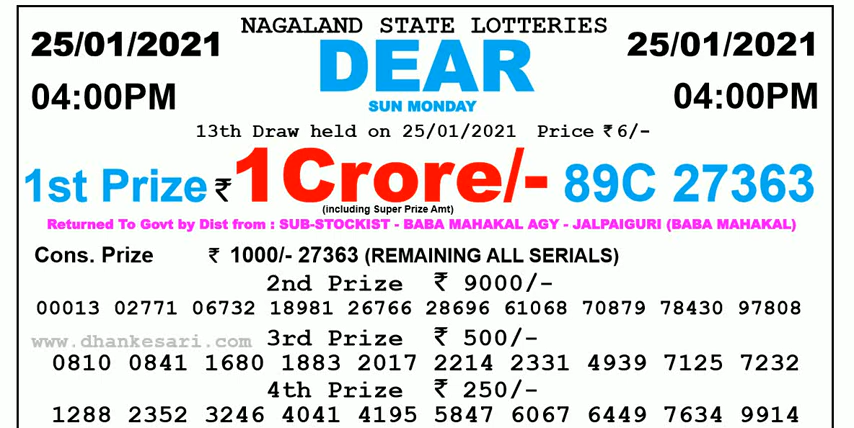 NAGALAND STATE LOTTERIES
25/01/2021 DEAR 25/01/2021
04:00PM SUN MONDAY 04:00PM
13th Draw held on 25/01/2021 Price ₹6/-
1st Prize ₹1Crore/- 89C 27363
(including Super Prize Amt)
Returned To Govt by Dist from : SUB-STOCKIST - BABA MAHAKAL AGY - JALPAIGURI (BABA MAHAKAL)
Cons. Prize ₹ 1000/- 27363 (REMAINING ALL SERIALS)
2nd Prize ₹ 9000/-
00013 02771 06732 18981 26766 28696 61068 70879 78430 97808
www.dhankesari.com 3rd Prize ₹ 500/-
0810 0841 1680 1883 2017 2214 2331 4939 7125 7232
4th Prize ₹ 250/-
1288 2352 3246 4041 4195 5847 6067 6449 7634 9914